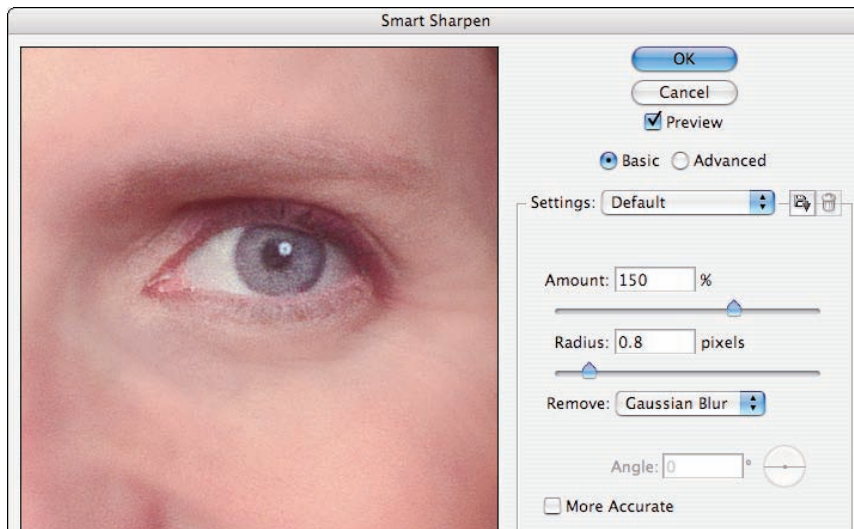 Smart Sharpen
OK
Cancel
Preview
Basic Advanced
Settings: Default
Amount: 150 %
Radius: 0.8 pixels
Remove: Gaussian Blur
Angle: 0 °
More Accurate